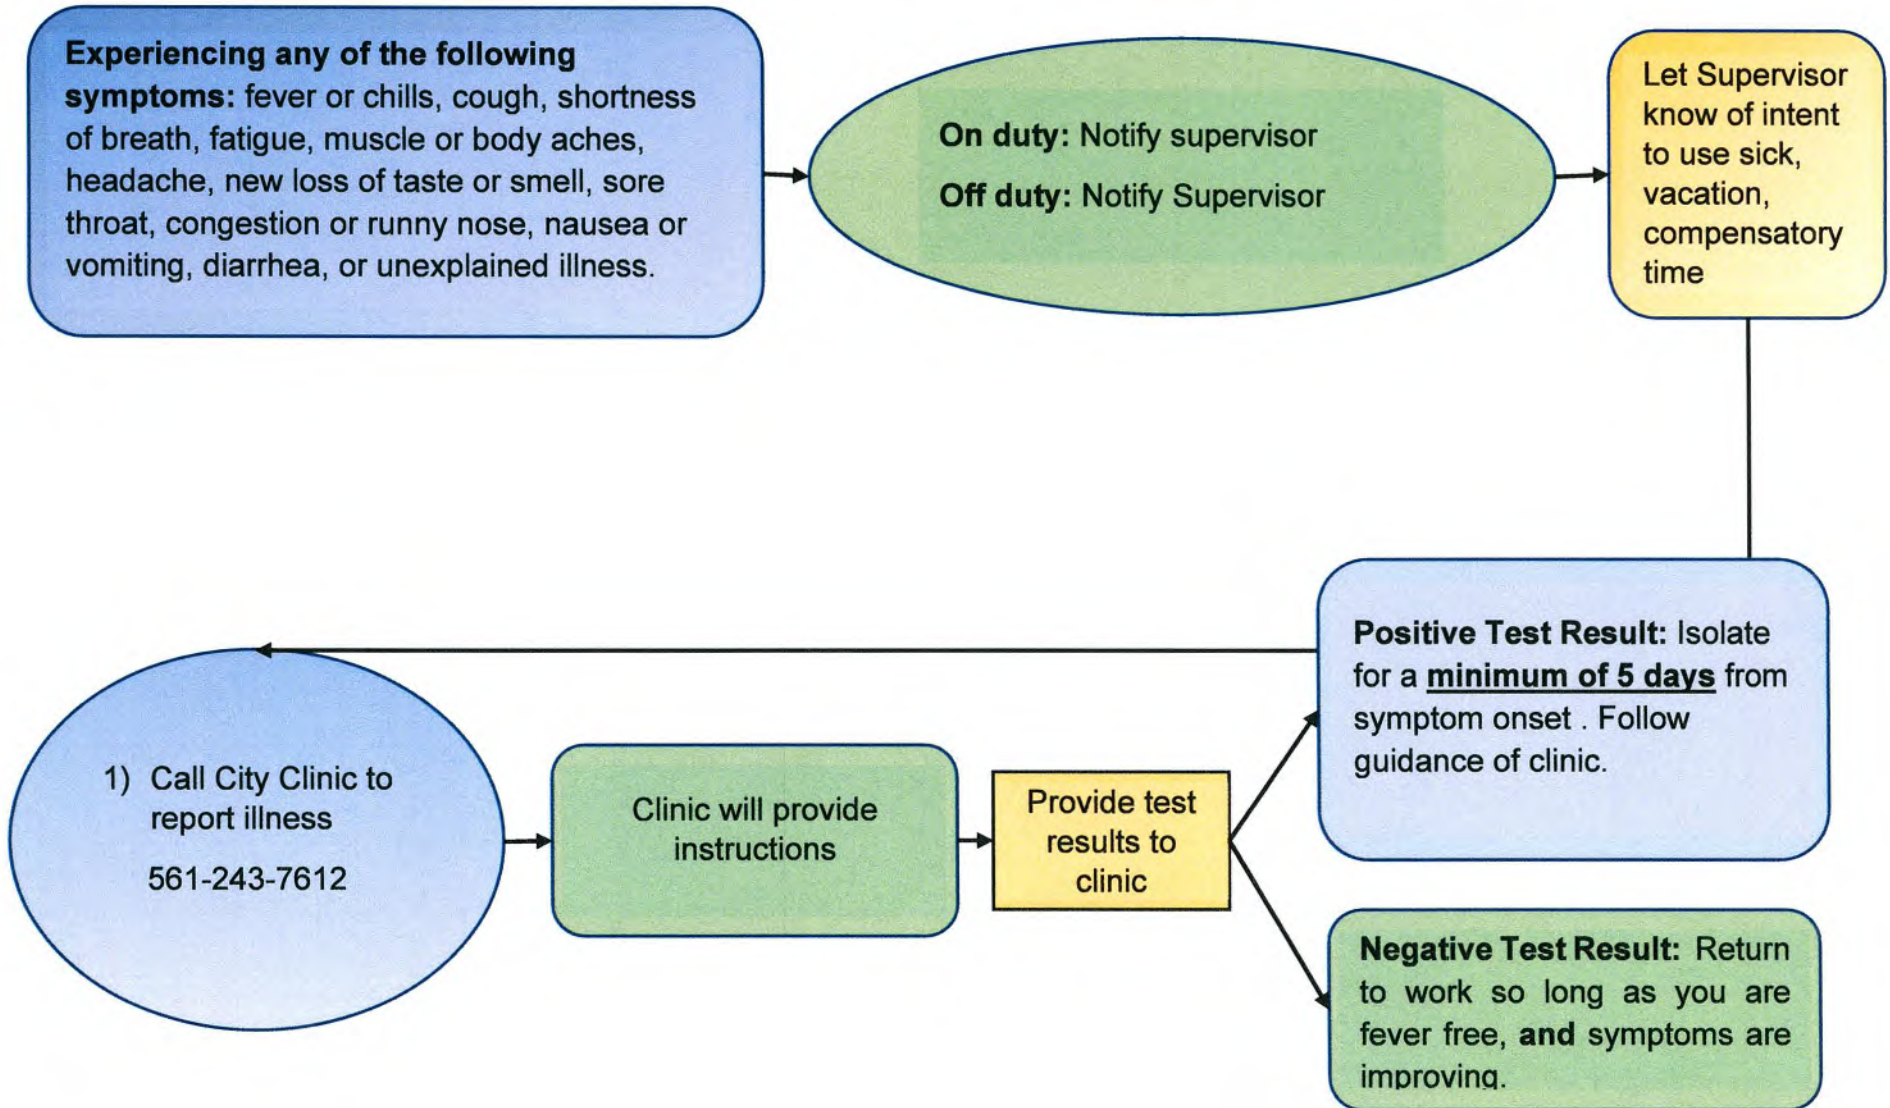 Experiencing any of the following
symptoms: fever or chills, cough, shortness
of breath, fatigue, muscle or body aches,
headache, new loss of taste or smell, sore
throat, congestion or runny nose, nausea or
vomiting, diarrhea, or unexplained illness.
On duty: Notify supervisor
Off duty: Notify Supervisor
Let Supervisor
know of intent
to use sick,
vacation,
compensatory
time
1) Call City Clinic to
report illness
561-243-7612
Clinic will provide
instructions
Provide test
results to
clinic
Positive Test Result: Isolate
for a minimum of 5 days from
symptom onset . Follow
guidance of clinic.
Negative Test Result: Return
to work so long as you are
fever free, and symptoms are
improving.